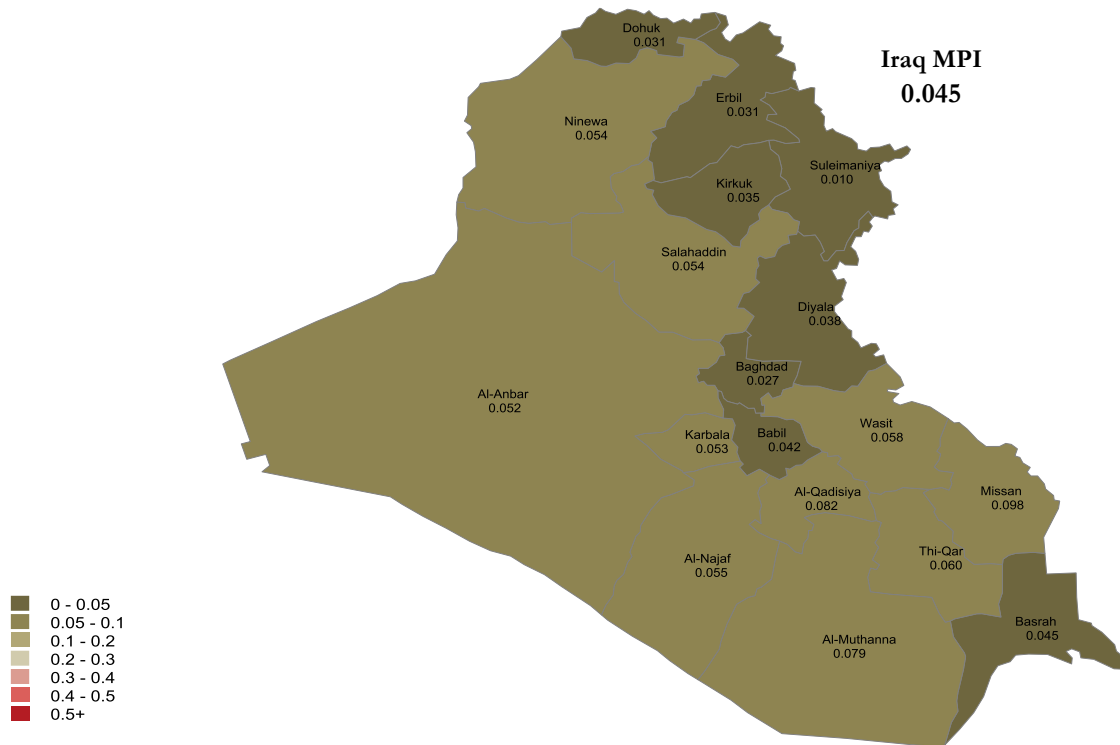 Dohuk
0.031
Iraq MPI
0.045
Erbil
0.031
Ninewa
0.054
Suleimaniya
0.010
Kirkuk
0.035
Salahaddin
0.054
Diyala
0.038
Baghdad
0.027
Al-Anbar
0.052
Wasit
0.058
Karbala
0.053
Babil
0.042
Al-Qadisiya
0.082
Missan
0.098
Thi-Qar
0.060
Al-Najaf
0.055
Basrah
0.045
Al-Muthanna
0.079
0 - 0.05
0.05 - 0.1
0.1 - 0.2
0.2 - 0.3
0.3 - 0.4
0.4 - 0.5
0.5+